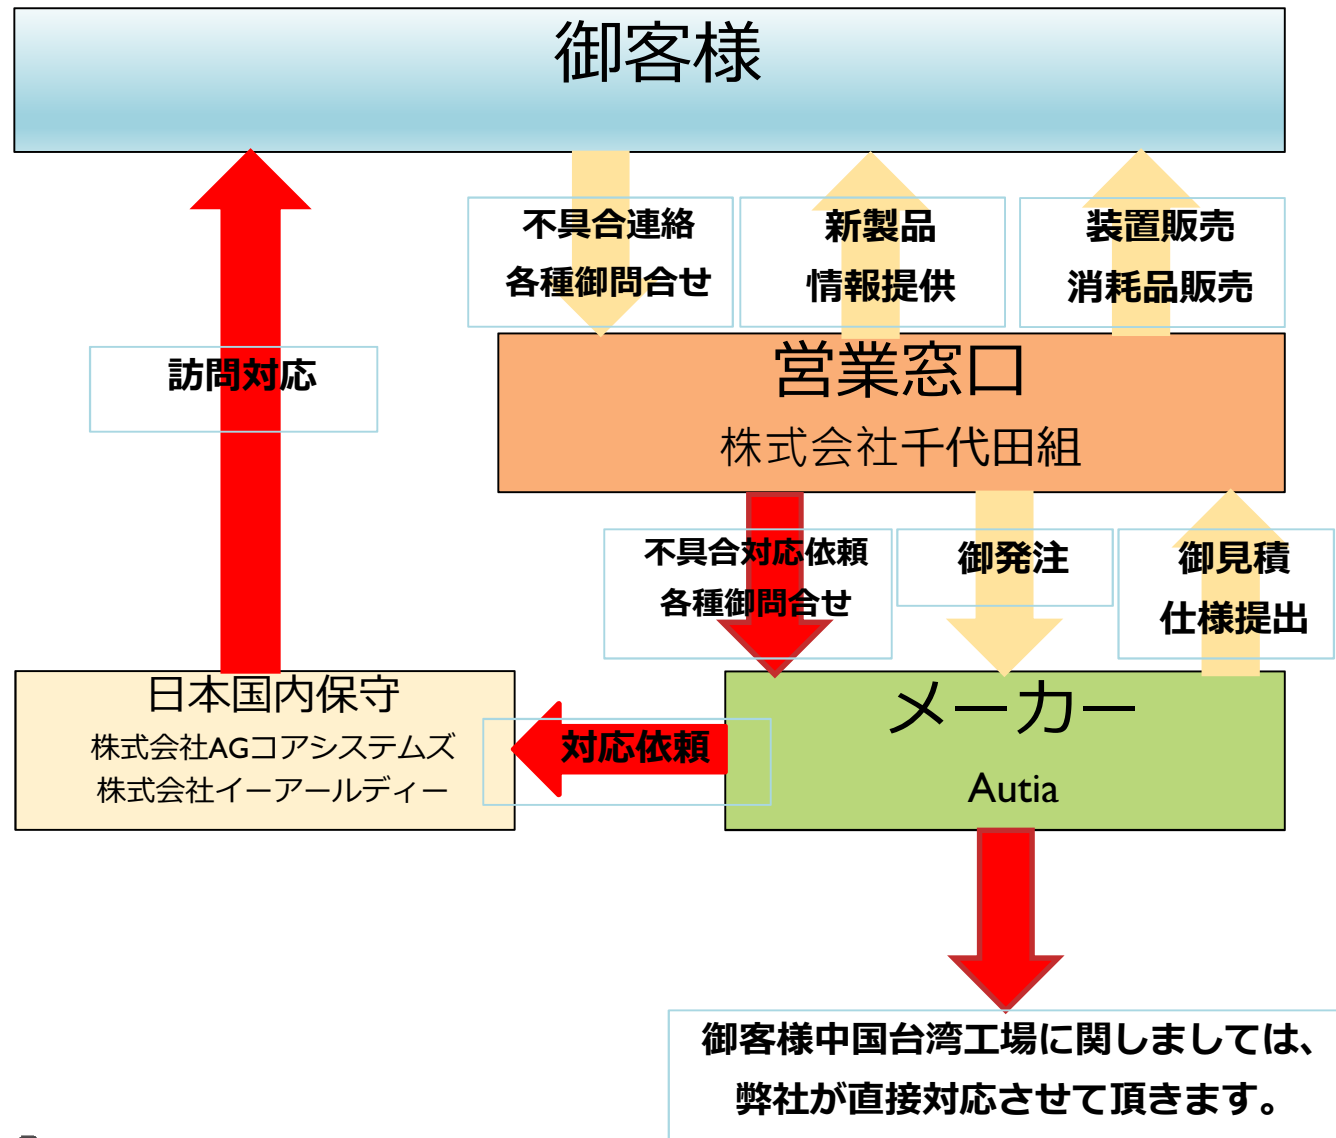 御客様
不具合連絡
各種御問合せ
新製品
情報提供
装置販売
消耗品販売
訪問対応
営業窓口
株式会社千代田組
不具合対応依頼
各種御問合せ
御発注
御見積
仕様提出
日本国内保守
株式会社AGコアシステムズ
株式会社イーアールディー
対応依頼
メーカー
Autia
御客様中国台湾工場に関しましては、
弊社が直接対応させて頂きます。